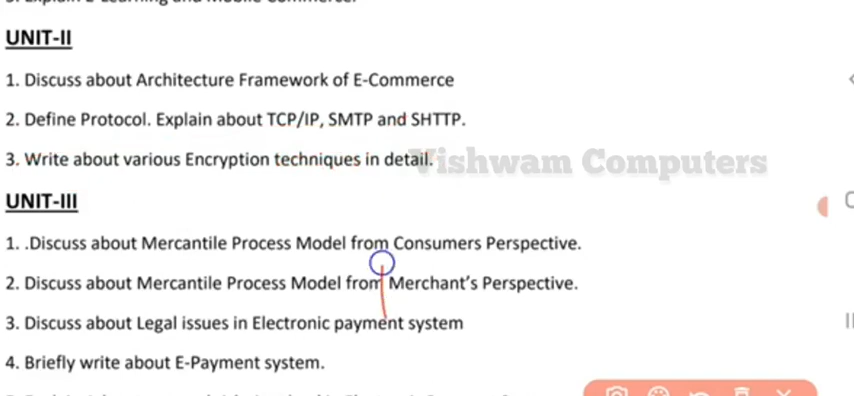 UNIT-II
1. Discuss about Architecture Framework of E-Commerce
2. Define Protocol. Explain about TCP/IP, SMTP and SHTTP.
3. Write about various Encryption techniques in detail.
Vishwam Computers
UNIT-III
1. .Discuss about Mercantile Process Model from Consumers Perspective.
2. Discuss about Mercantile Process Model from Merchant's Perspective.
3. Discuss about Legal issues in Electronic payment system
4. Briefly write about E-Payment system.